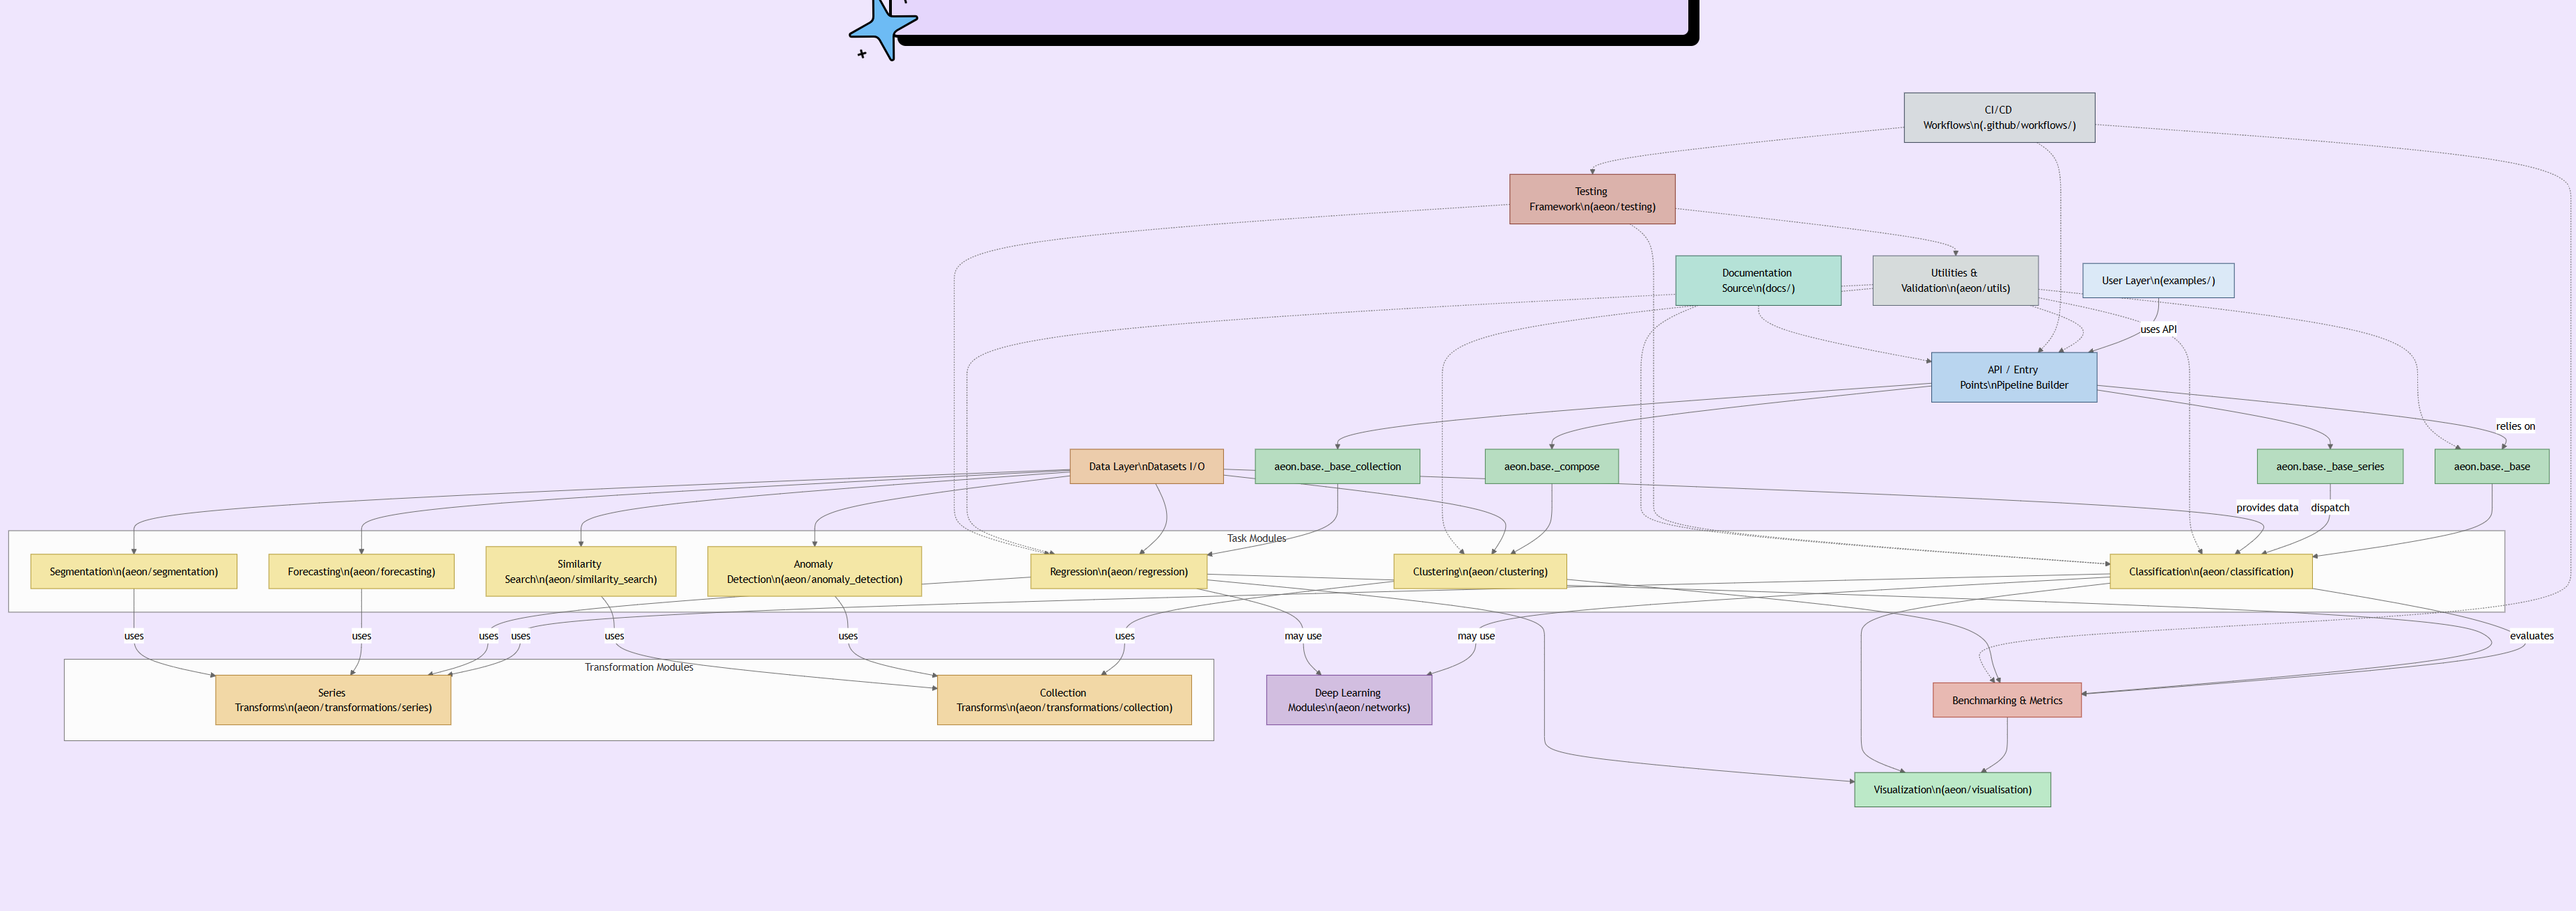 CI/CD
Workflows\n(.github/workflows/)
Testing
Framework\n(aeon/testing)
Documentation
Source\n(docs/)
Utilities &
Validation\n(aeon/utils)
User Layer\n(examples/)
uses API
API / Entry
Points\nPipeline Builder
relies on
Data Layer\nDatasets I/O
aeon.base._base_collection
aeon.base._compose
aeon.base._base_series
aeon.base._base
provides data
dispatch
Task Modules
Segmentation\n(aeon/segmentation)
Forecasting\n(aeon/forecasting)
Similarity
Search\n(aeon/similarity_search)
Anomaly
Detection\n(aeon/anomaly_detection)
Regression\n(aeon/regression)
Clustering\n(aeon/clustering)
Classification\n(aeon/classification)
uses
uses
uses
uses
uses
uses
uses
may use
may use
evaluates
Transformation Modules
Series
Transforms\n(aeon/transformations/series)
Collection
Transforms\n(aeon/transformations/collection)
Deep Learning
Modules\n(aeon/networks)
Benchmarking & Metrics
Visualization\n(aeon/visualisation)